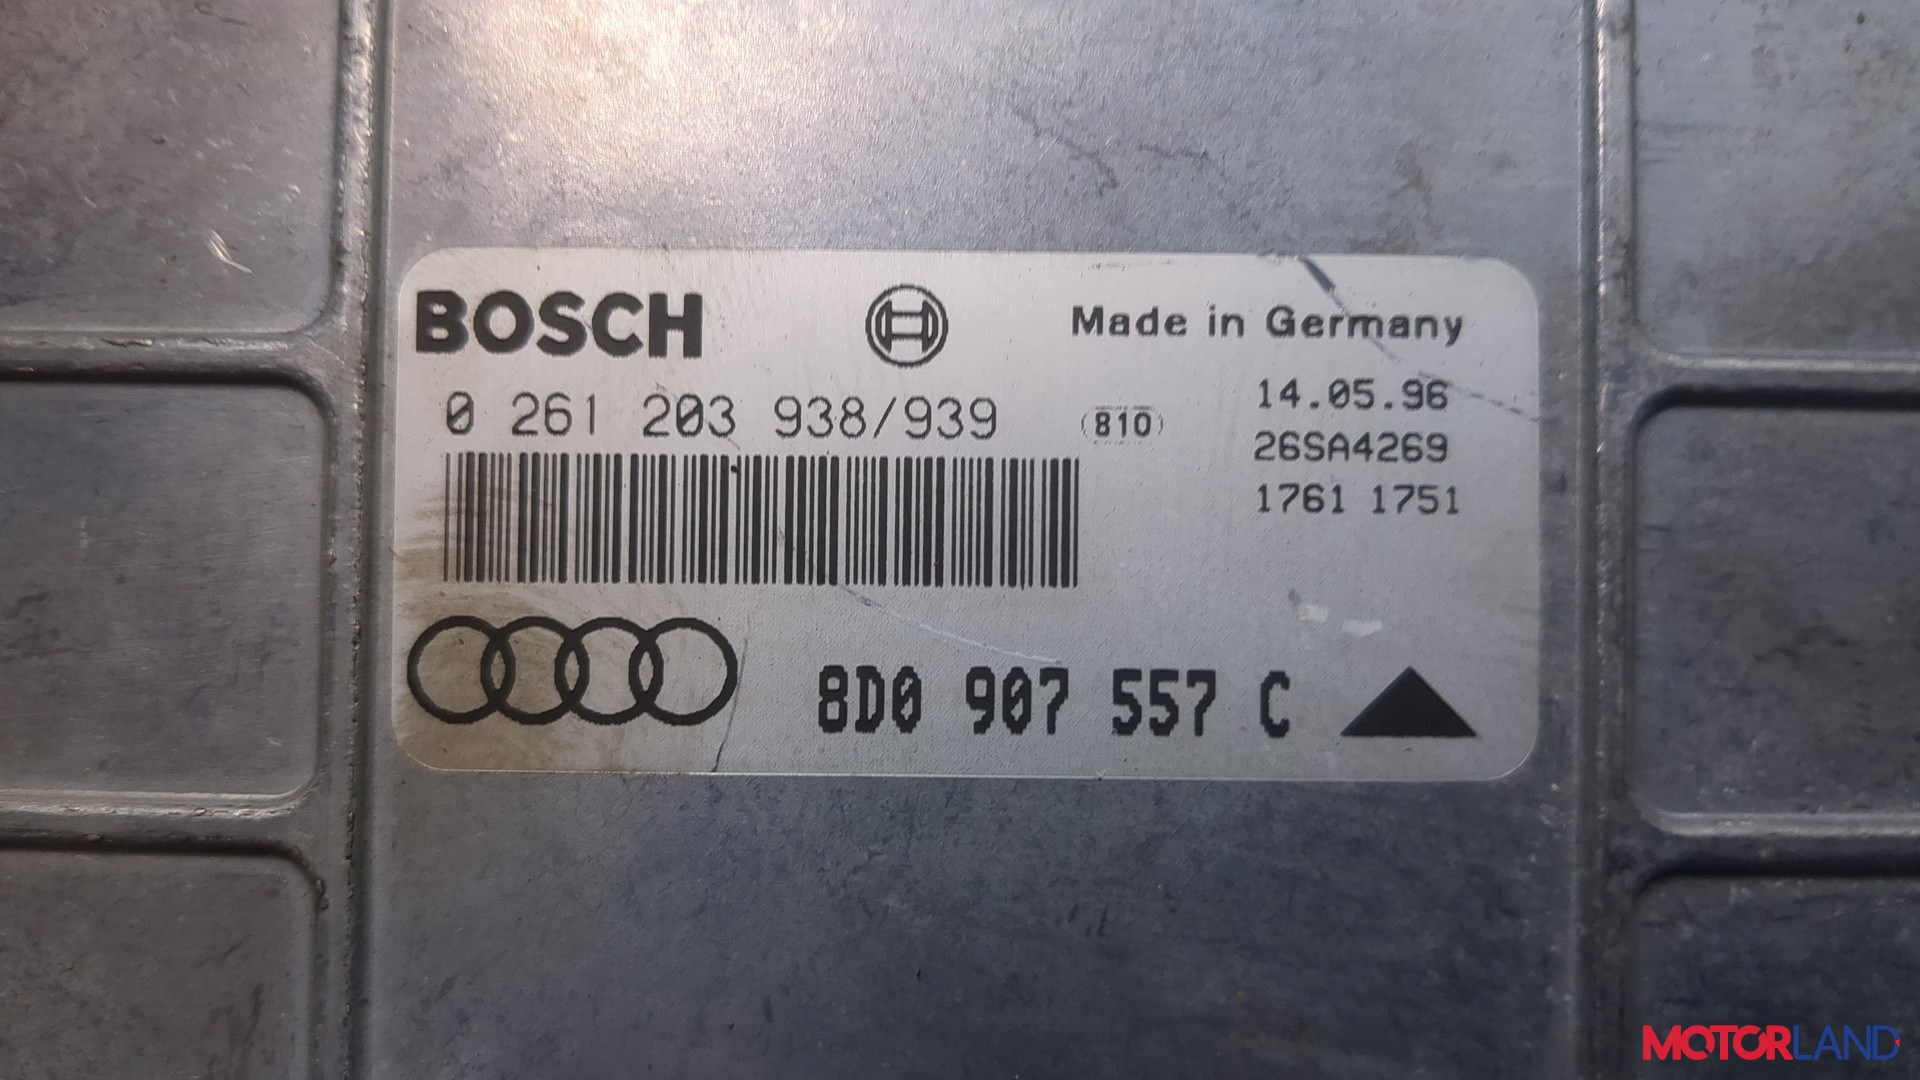 BOSCH Made in Germany
0 261 203 938/939 (810) 14.05.96
26SA4269
1761 1751
8D0 907 557 C
MOTORLAND